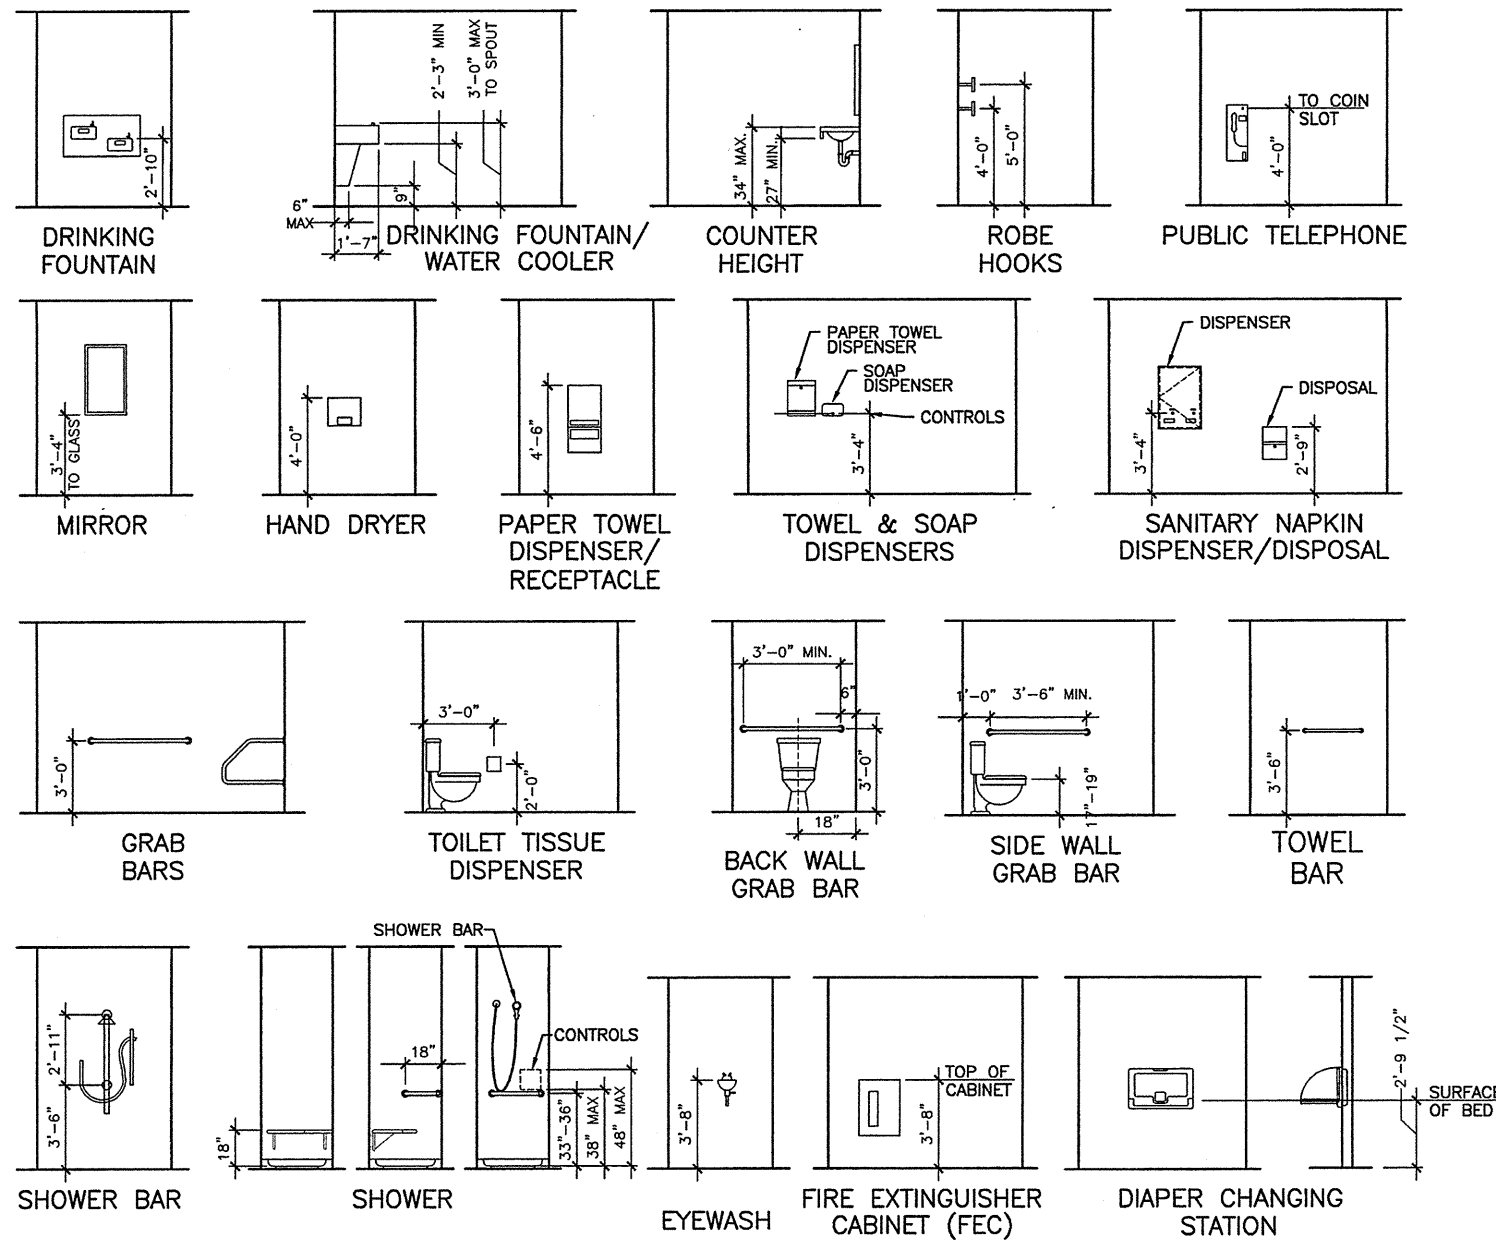 2'-10"
DRINKING
FOUNTAIN
2'-3" MIN
3'-0" MAX
TO SPOUT
9"
6"
MAX
1'-7"
DRINKING FOUNTAIN/
WATER COOLER
34" MAX.
27" MIN.
COUNTER
HEIGHT
4'-0"
5'-0"
ROBE
HOOKS
TO COIN
SLOT
4'-0"
PUBLIC TELEPHONE
3'-4"
TO GLASS
MIRROR
4'-0"
HAND DRYER
4'-6"
PAPER TOWEL
DISPENSER/
RECEPTACLE
PAPER TOWEL
DISPENSER
SOAP
DISPENSER
CONTROLS
3'-4"
TOWEL & SOAP
DISPENSERS
DISPENSER
DISPOSAL
3'-4"
2'-9"
SANITARY NAPKIN
DISPENSER/DISPOSAL
3'-0"
GRAB
BARS
3'-0"
2'-0"
TOILET TISSUE
DISPENSER
3'-0" MIN.
6"
3'-0"
18"
BACK WALL
GRAB BAR
1'-0" 3'-6" MIN.
17"-19"
SIDE WALL
GRAB BAR
3'-6"
TOWEL
BAR
2'-11"
3'-6"
SHOWER BAR
SHOWER BAR
CONTROLS
18"
18"
33"-36"
38" MAX
48" MAX
SHOWER
3'-8"
EYEWASH
TOP OF
CABINET
3'-8"
FIRE EXTINGUISHER
CABINET (FEC)
2'-9 1/2"
SURFACE
OF BED
DIAPER CHANGING
STATION